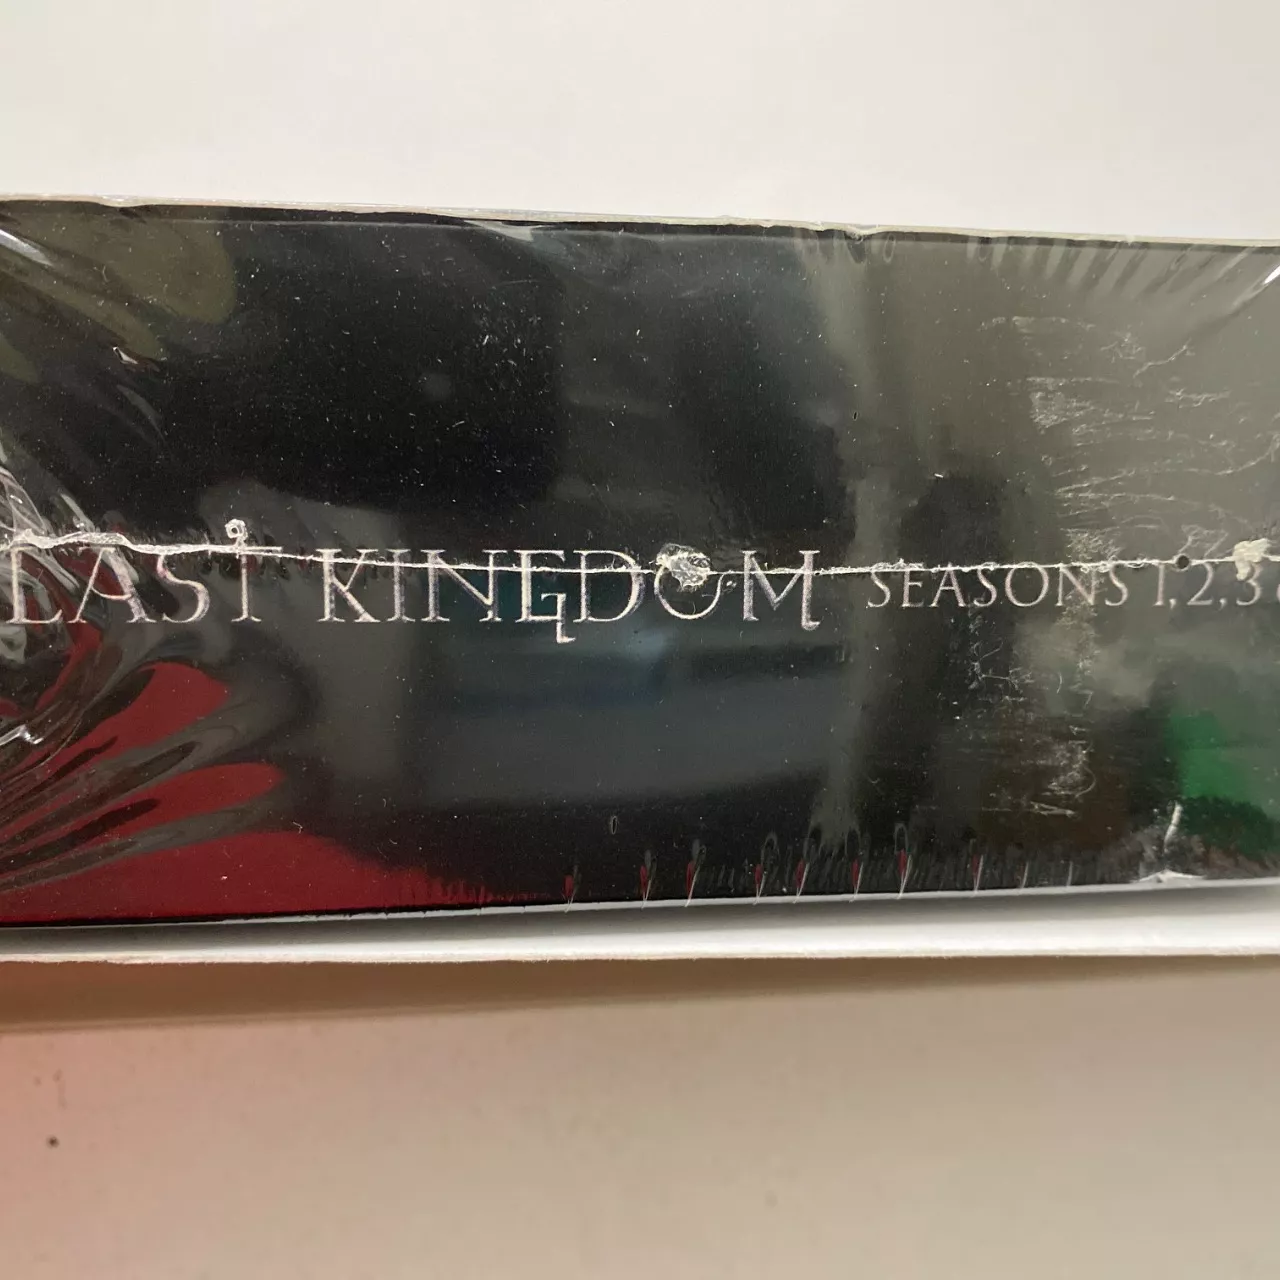 LAST KINGDOM SEASONS 1, 2, 3